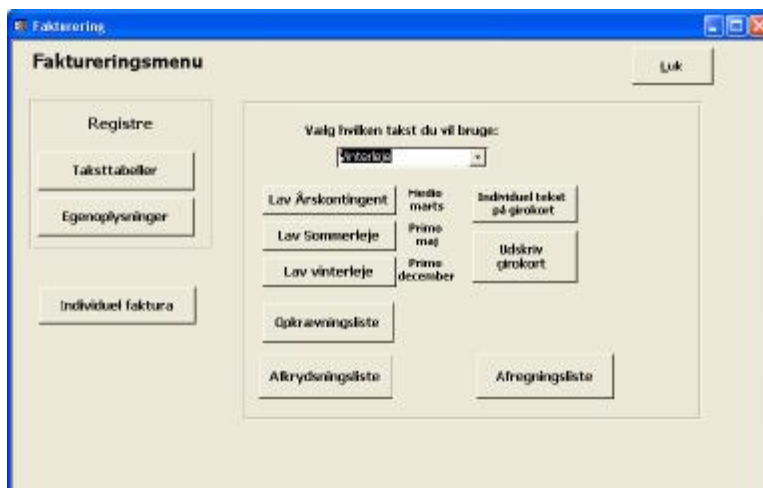 Fakturering
Faktureringsmenu
Luk
Registre
Taksttabeller
Egenoplysninger
Individuel faktura
Vælg hvilken takst du vil bruge:
Vinterleje
Lav Årskontingent
Medio
marts
Individuel tekst
på girokort
Lav Sommerleje
Primo
maj
Udskriv
girokort
Lav vinterleje
Primo
december
Opkrævningsliste
Afkrydsningsliste
Afregningsliste